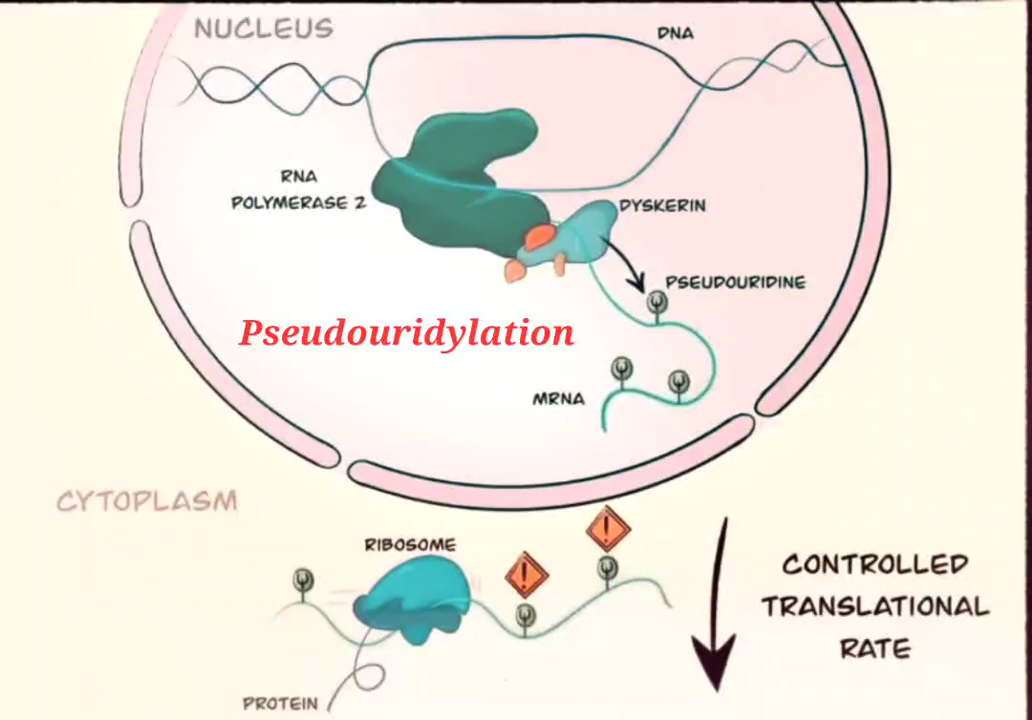 NUCLEUS
DNA
RNA
POLYMERASE 2
DYSKERIN
PSEUDOURIDINE
Pseudouridylation
MRNA
CYTOPLASM
RIBOSOME
CONTROLLED
TRANSLATIONAL
RATE
PROTEIN
Ψ
Ψ
Ψ
Ψ
Ψ
Ψ
!
!